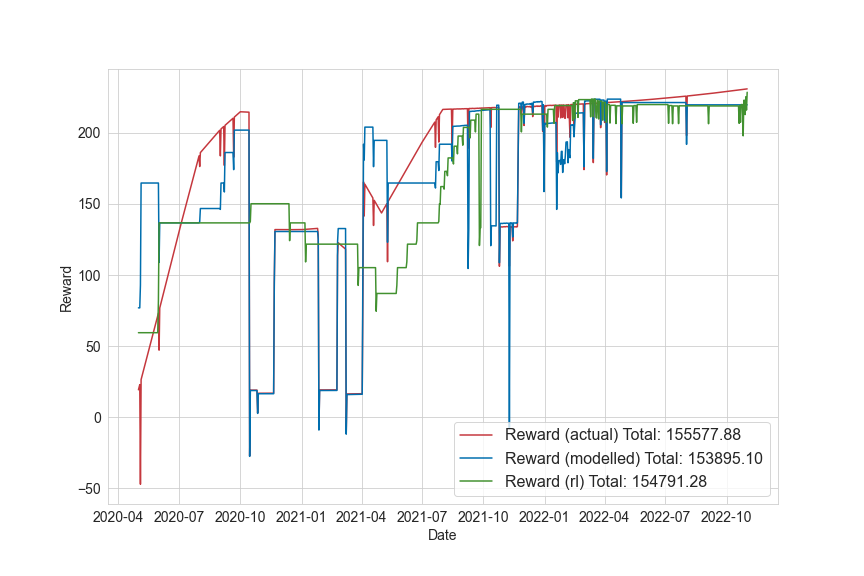 200
150
100
50
0
−50
Reward
Reward (actual) Total: 155577.88
Reward (modelled) Total: 153895.10
Reward (rl) Total: 154791.28
2020-04 2020-07 2020-10 2021-01 2021-04 2021-07 2021-10 2022-01 2022-04 2022-07 2022-10
Date